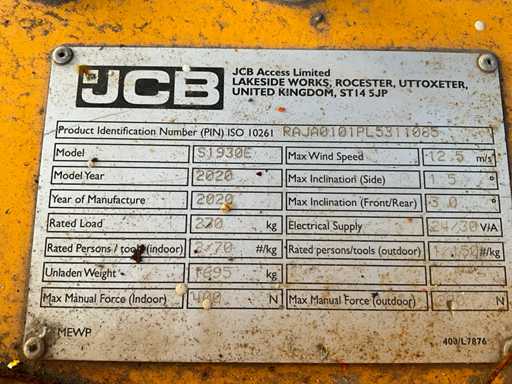 JCB
JCB Access Limited
LAKESIDE WORKS, ROCESTER, UTTOXETER,
UNITED KINGDOM, ST14 5JP
Product Identification Number (PIN) ISO 10261 RAJA0101PL5311085
Model S1930E Max Wind Speed 12.5 m/s
Model Year 2020 Max Inclination (Side) 1.5 °
Year of Manufacture 2020 Max Inclination (Front/Rear) 3.0 °
Rated Load kg Electrical Supply 24/30 V/A
Rated Persons / tools (indoor) 2/70 #/kg Rated persons/tools (outdoor) #/kg
Unladen Weight kg
Max Manual Force (Indoor) 400 N Max Manual Force (outdoor) N
MEWP 400/L7876